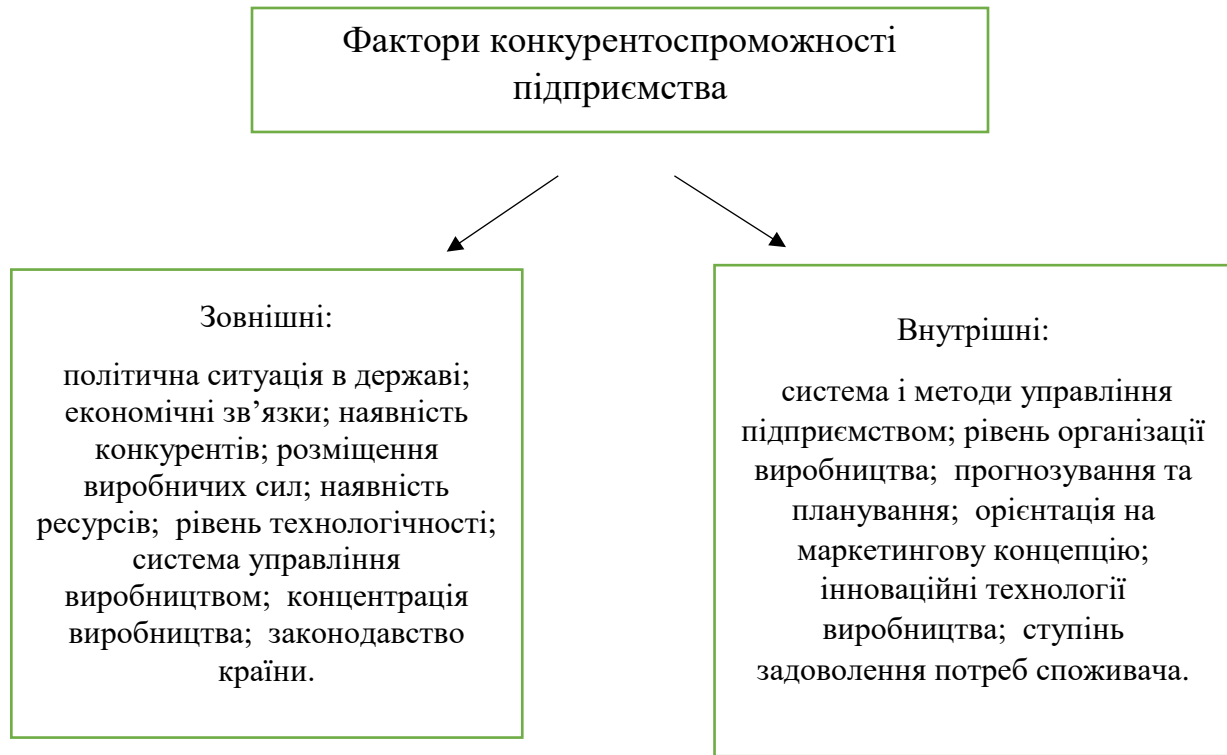 Фактори конкурентоспроможності
підприємства
Зовнішні:
політична ситуація в державі;
економічні зв’язки; наявність
конкурентів; розміщення
виробничих сил; наявність
ресурсів; рівень технологічності;
система управління
виробництвом; концентрація
виробництва; законодавство
країни.
Внутрішні:
система і методи управління
підприємством; рівень організації
виробництва; прогнозування та
планування; орієнтація на
маркетингову концепцію;
інноваційні технології
виробництва; ступінь
задоволення потреб споживача.